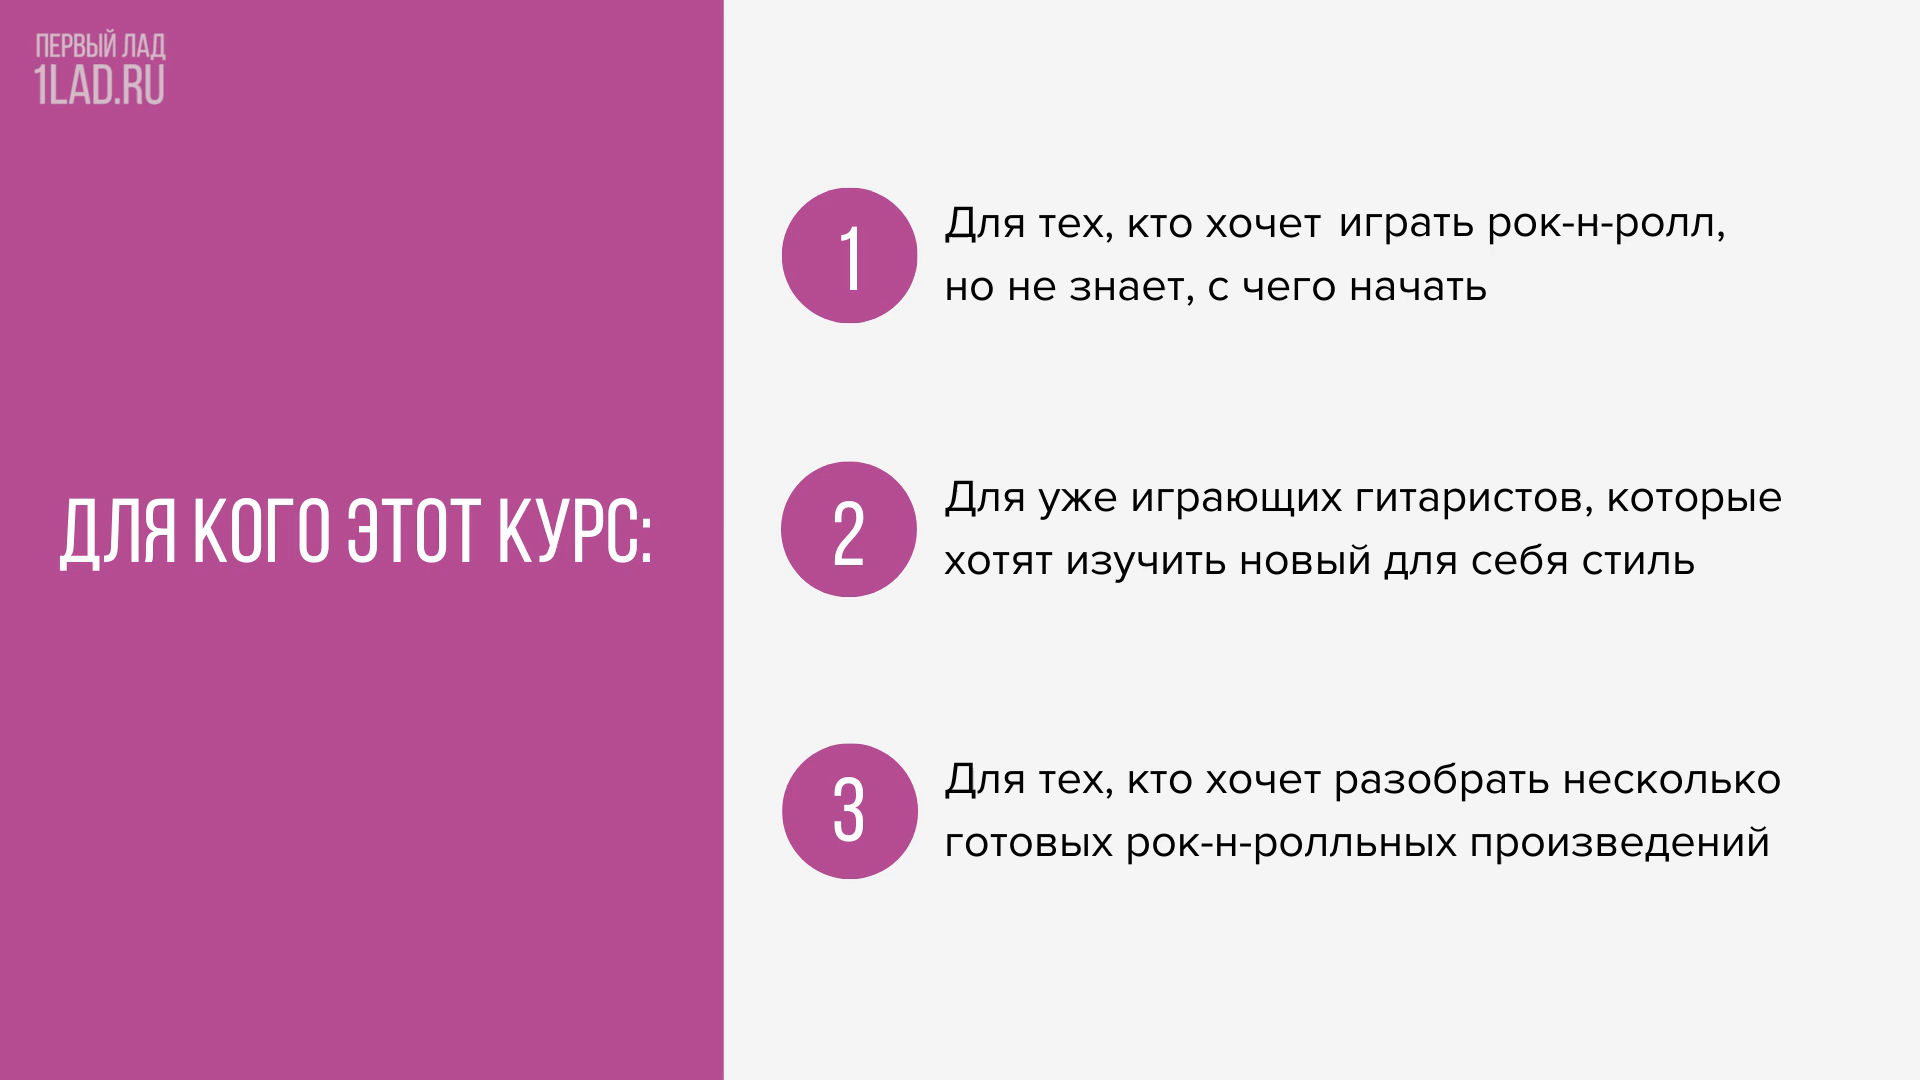 ПЕРВЫЙ ЛАД
1LAD.RU
ДЛЯ КОГО ЭТОТ КУРС:
1
Для тех, кто хочет играть рок-н-ролл,
но не знает, с чего начать
2
Для уже играющих гитаристов, которые
хотят изучить новый для себя стиль
3
Для тех, кто хочет разобрать несколько
готовых рок-н-ролльных произведений